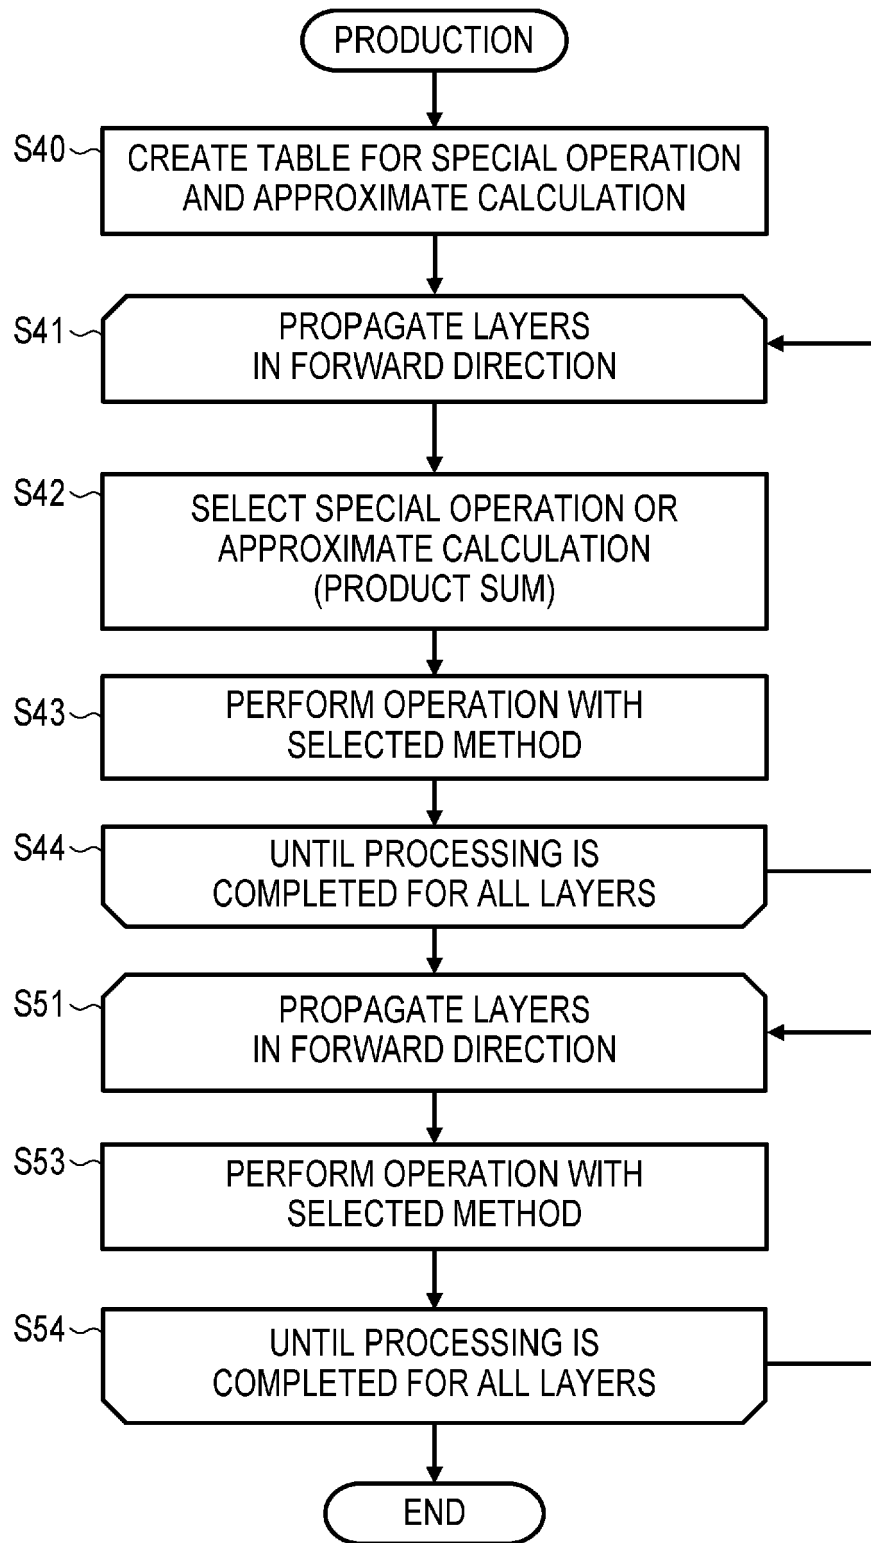 PRODUCTION
S40
CREATE TABLE FOR SPECIAL OPERATION
AND APPROXIMATE CALCULATION
S41
PROPAGATE LAYERS
IN FORWARD DIRECTION
S42
SELECT SPECIAL OPERATION OR
APPROXIMATE CALCULATION
(PRODUCT SUM)
S43
PERFORM OPERATION WITH
SELECTED METHOD
S44
UNTIL PROCESSING IS
COMPLETED FOR ALL LAYERS
S51
PROPAGATE LAYERS
IN FORWARD DIRECTION
S53
PERFORM OPERATION WITH
SELECTED METHOD
S54
UNTIL PROCESSING IS
COMPLETED FOR ALL LAYERS
END